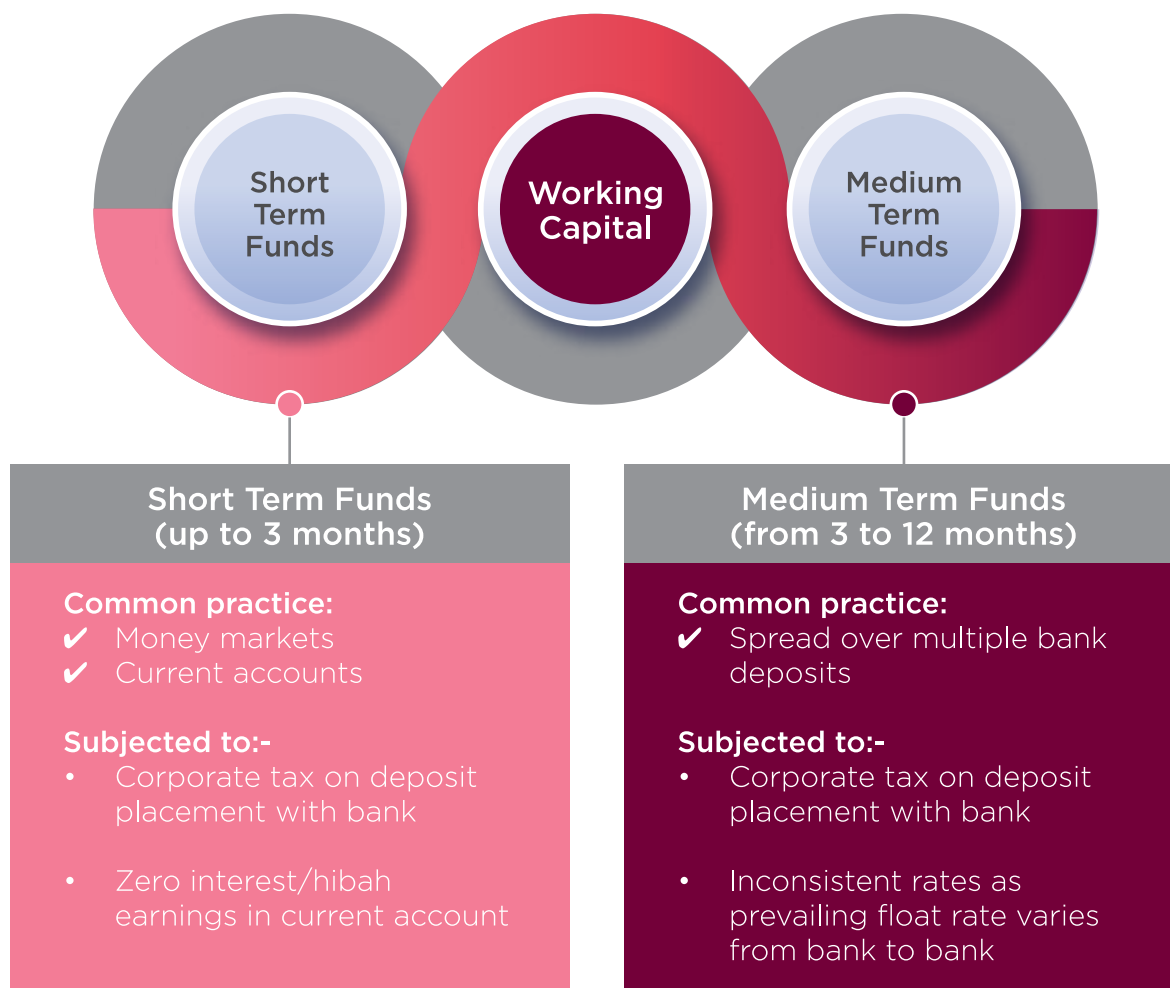 Short
Term
Funds
Working
Capital
Medium
Term
Funds
Short Term Funds
(up to 3 months)
Common practice:
✔ Money markets
✔ Current accounts
Subjected to:-
• Corporate tax on deposit
placement with bank
• Zero interest/hibah
earnings in current account
Medium Term Funds
(from 3 to 12 months)
Common practice:
✔ Spread over multiple bank
deposits
Subjected to:-
• Corporate tax on deposit
placement with bank
• Inconsistent rates as
prevailing float rate varies
from bank to bank